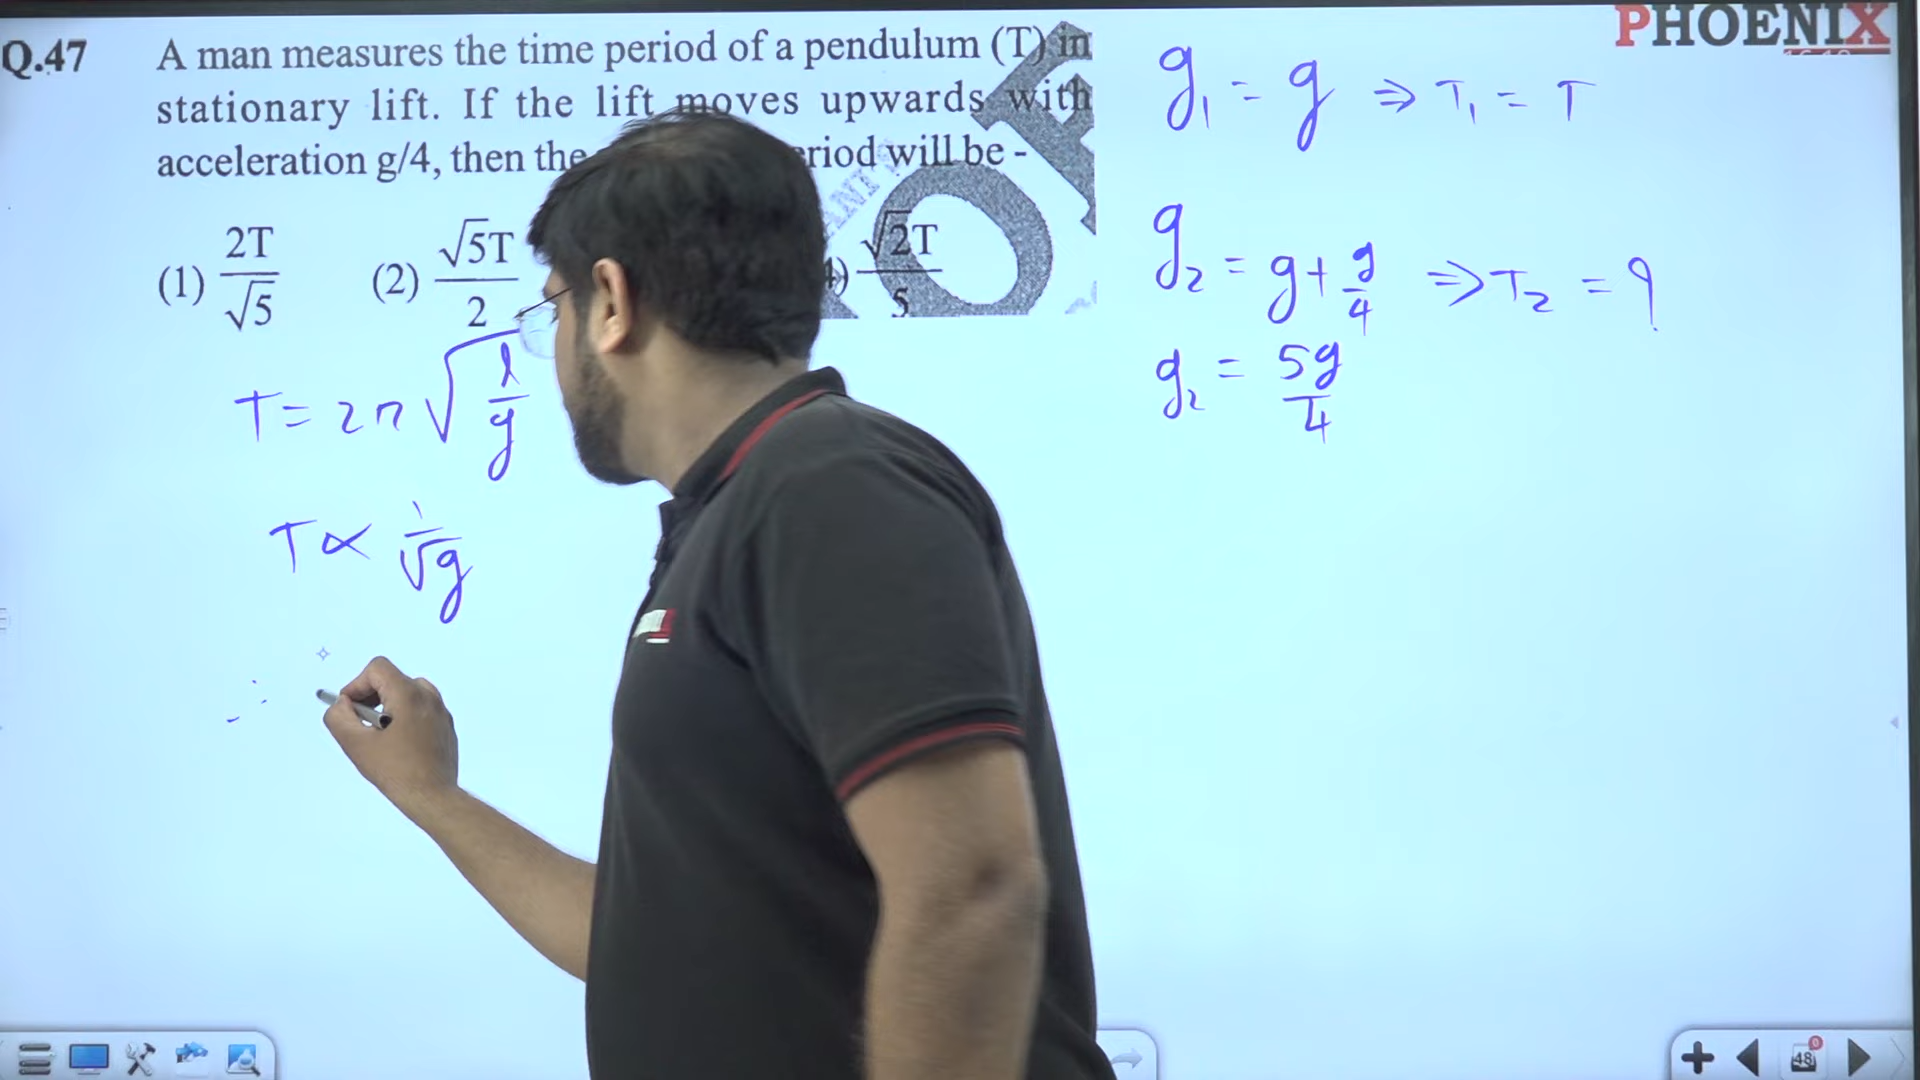 PHOENIX
Q.47 A man measures the time period of a pendulum (T) in
stationary lift. If the lift moves upwards with
acceleration g/4, then the riod will be -
(1) 2T/√5 (2) √5T/2 ) √2T/5
T = 2π √(l/g)
T ∝ 1/√g
∴
g₁ = g ⇒ T₁ = T
g₂ = g + g/4 ⇒ T₂ = ?
g₂ = 5g/4
48